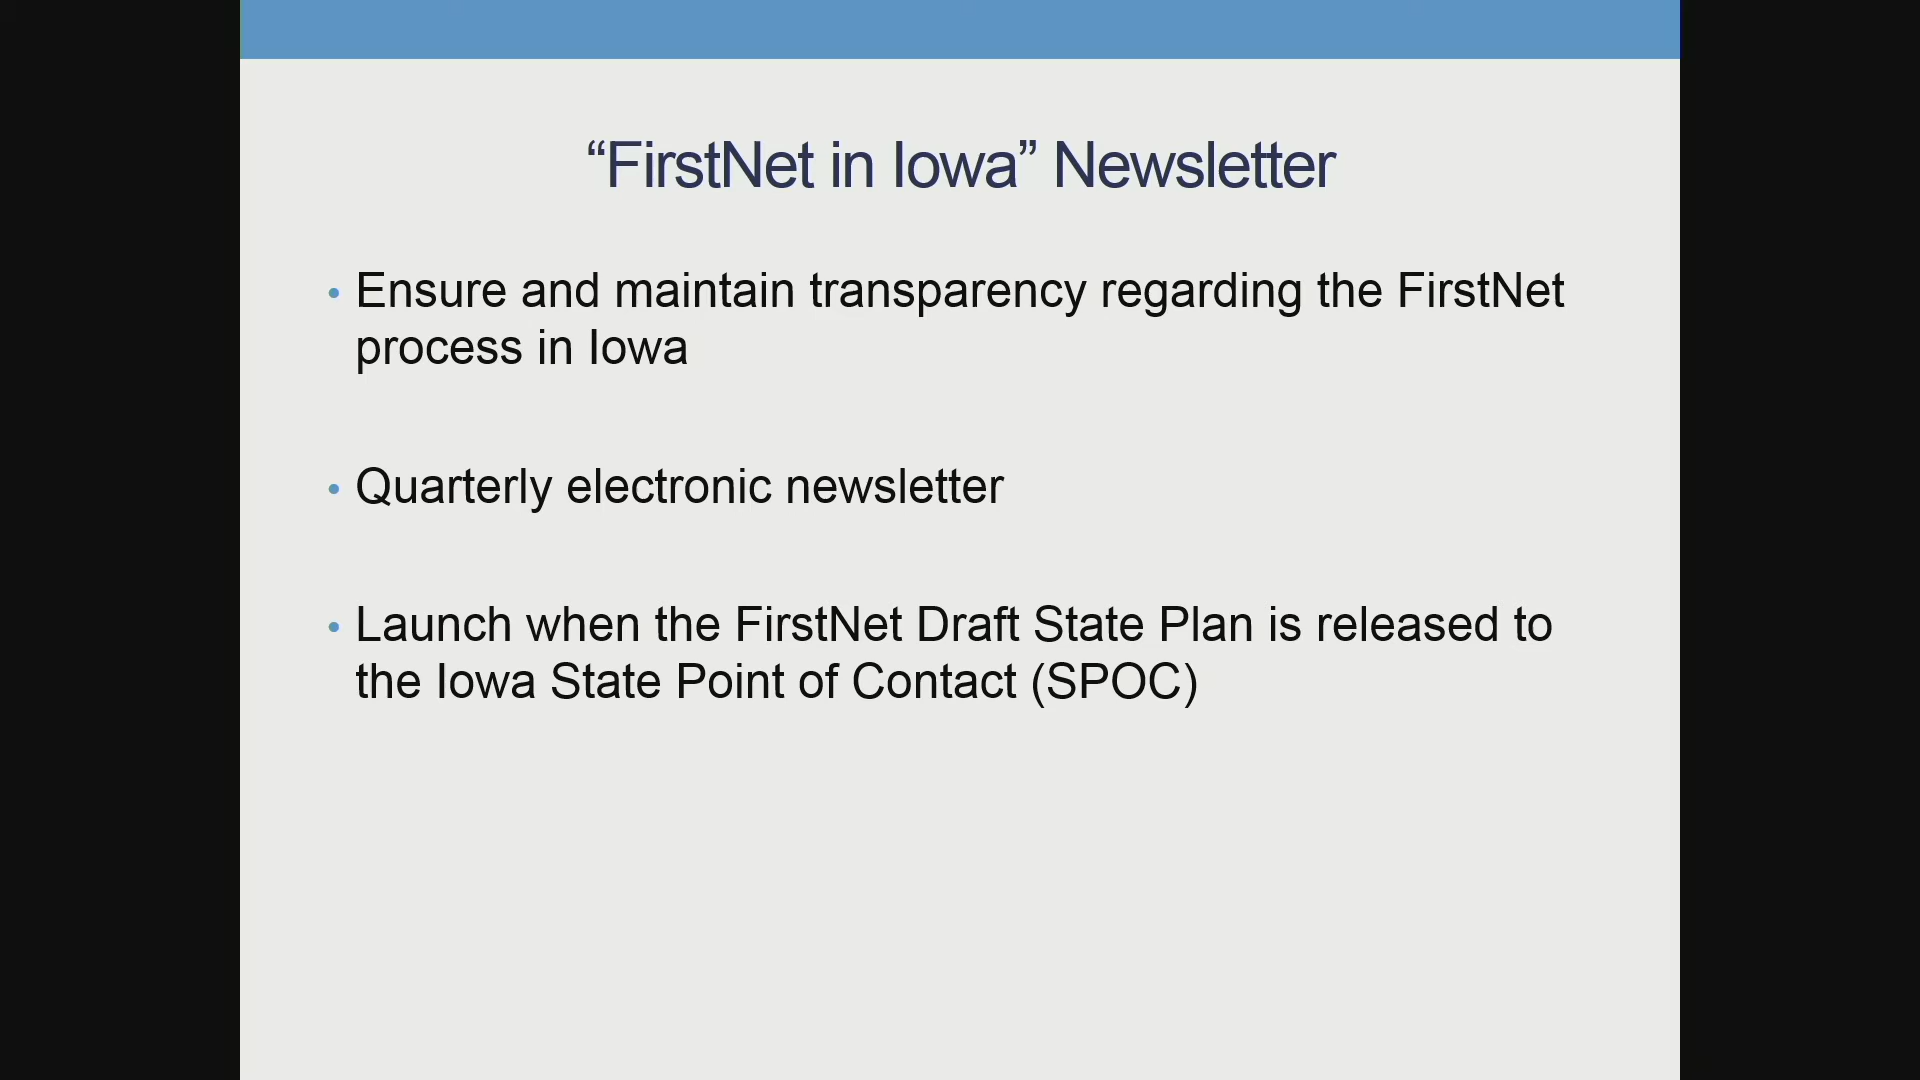 “FirstNet in Iowa” Newsletter
• Ensure and maintain transparency regarding the FirstNet
process in Iowa
• Quarterly electronic newsletter
• Launch when the FirstNet Draft State Plan is released to
the Iowa State Point of Contact (SPOC)